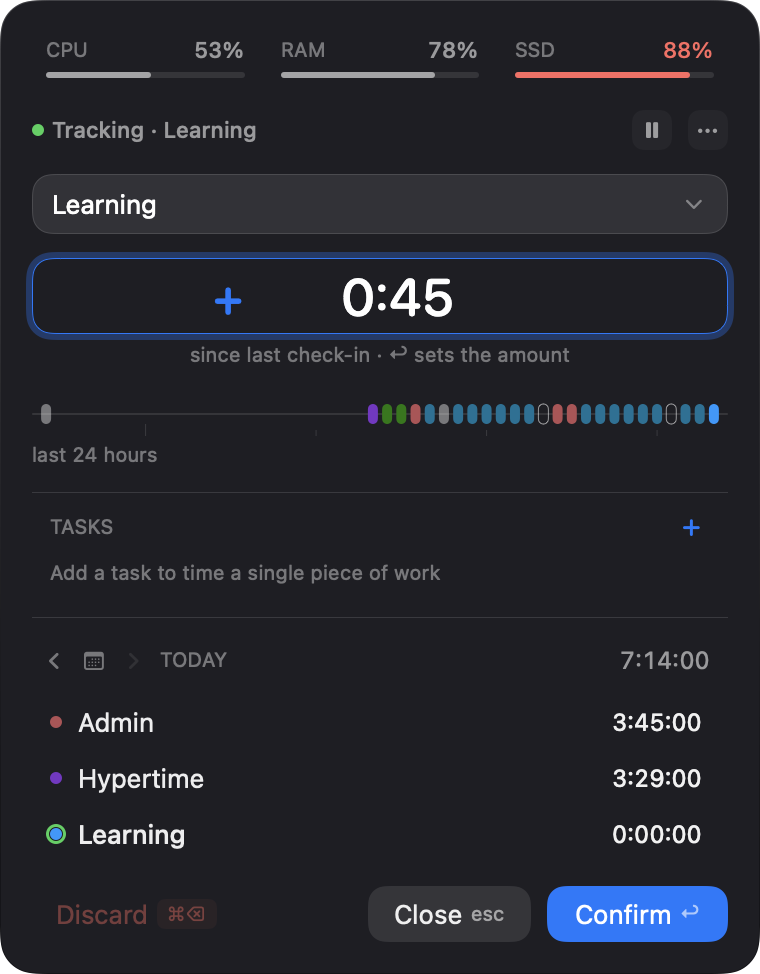 CPU 53% RAM 78% SSD 88%
Tracking · Learning
Learning
+ 0:45
since last check-in · ↩ sets the amount
last 24 hours
TASKS +
Add a task to time a single piece of work
TODAY 7:14:00
Admin 3:45:00
Hypertime 3:29:00
Learning 0:00:00
Discard ⌘⌫ Close esc Confirm ↩